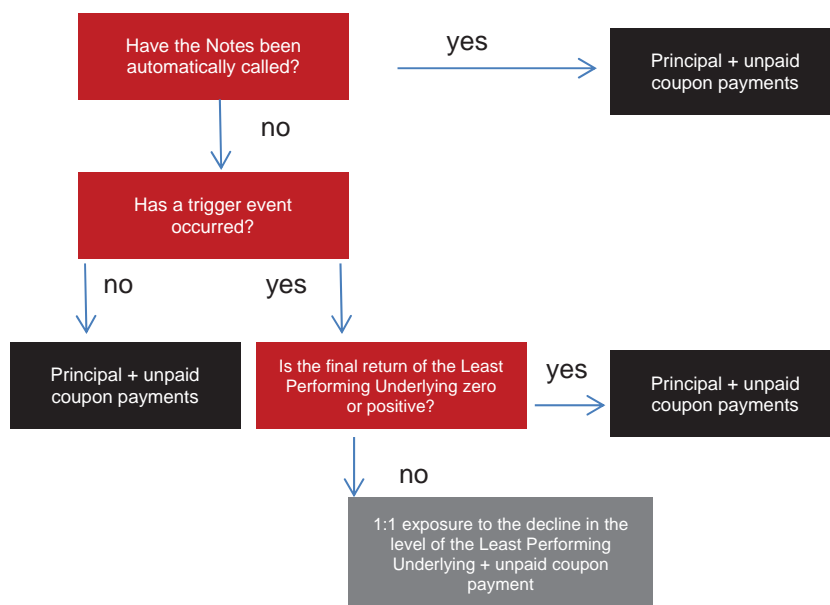 Have the Notes been
automatically called?
yes
Principal + unpaid
coupon payments
no
Has a trigger event
occurred?
no
yes
Principal + unpaid
coupon payments
Is the final return of the Least
Performing Underlying zero
or positive?
yes
Principal + unpaid
coupon payments
no
1:1 exposure to the decline in the
level of the Least Performing
Underlying + unpaid coupon
payment